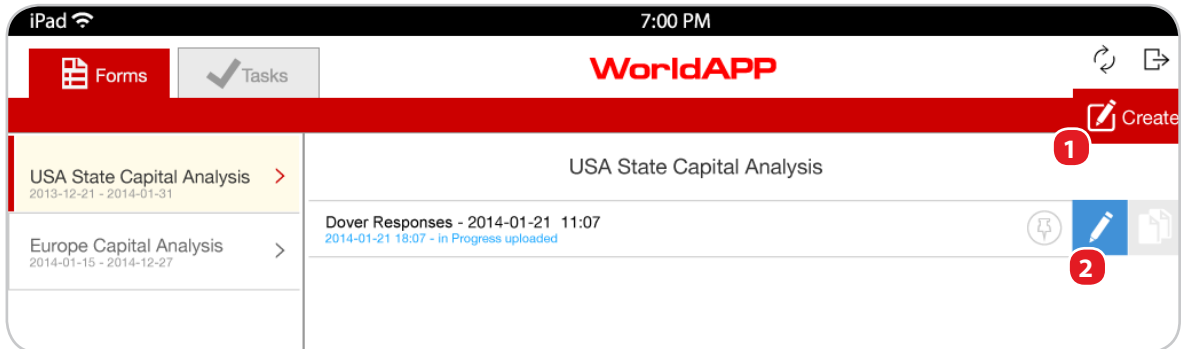 iPad 7:00 PM
Forms Tasks WorldAPP
Create
1
USA State Capital Analysis
2013-12-21 - 2014-01-31
Europe Capital Analysis
2014-01-15 - 2014-12-27
USA State Capital Analysis
Dover Responses - 2014-01-21 11:07
2014-01-21 18:07 - in Progress uploaded
2